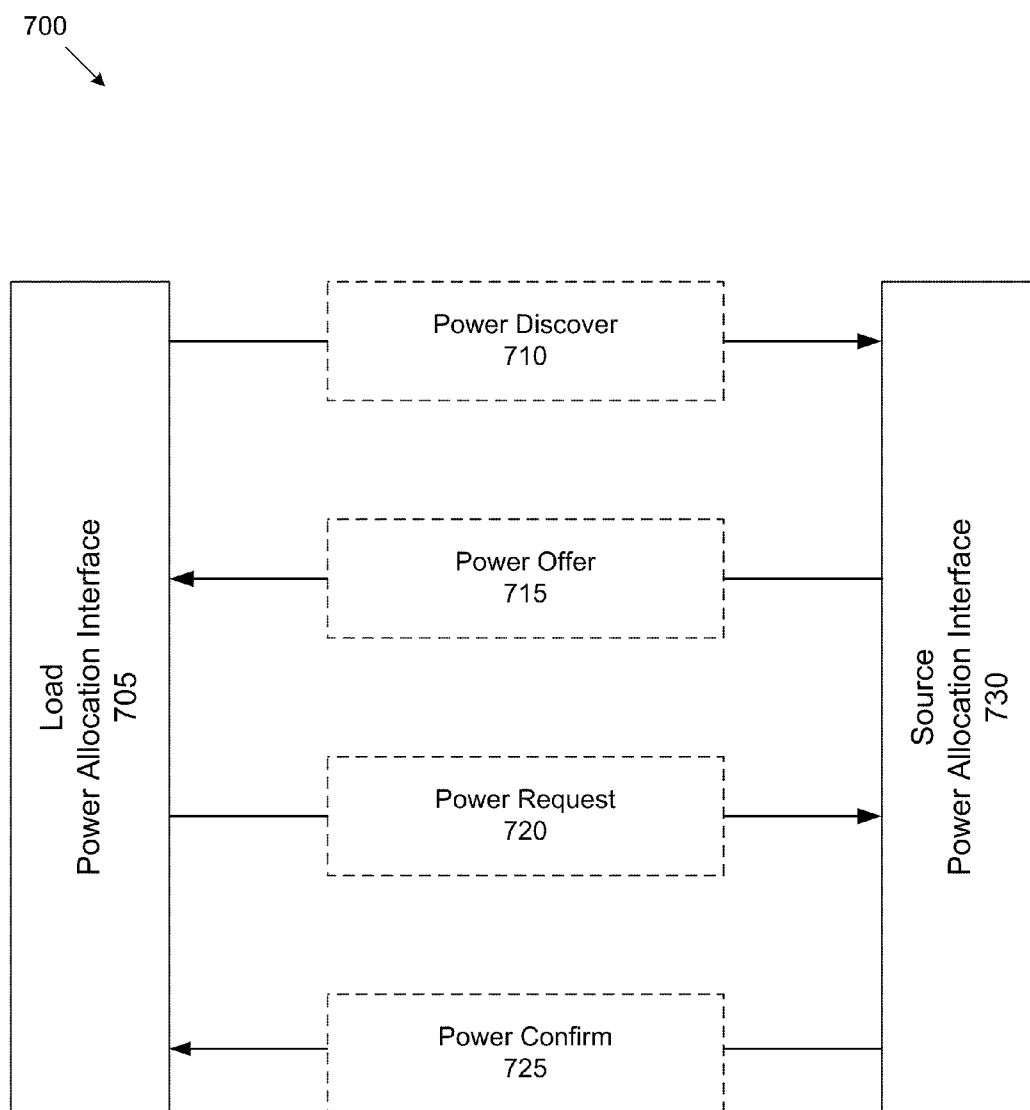 700
Power Discover
710
Power Offer
715
Load
Power Allocation Interface
705
Source
Power Allocation Interface
730
Power Request
720
Power Confirm
725